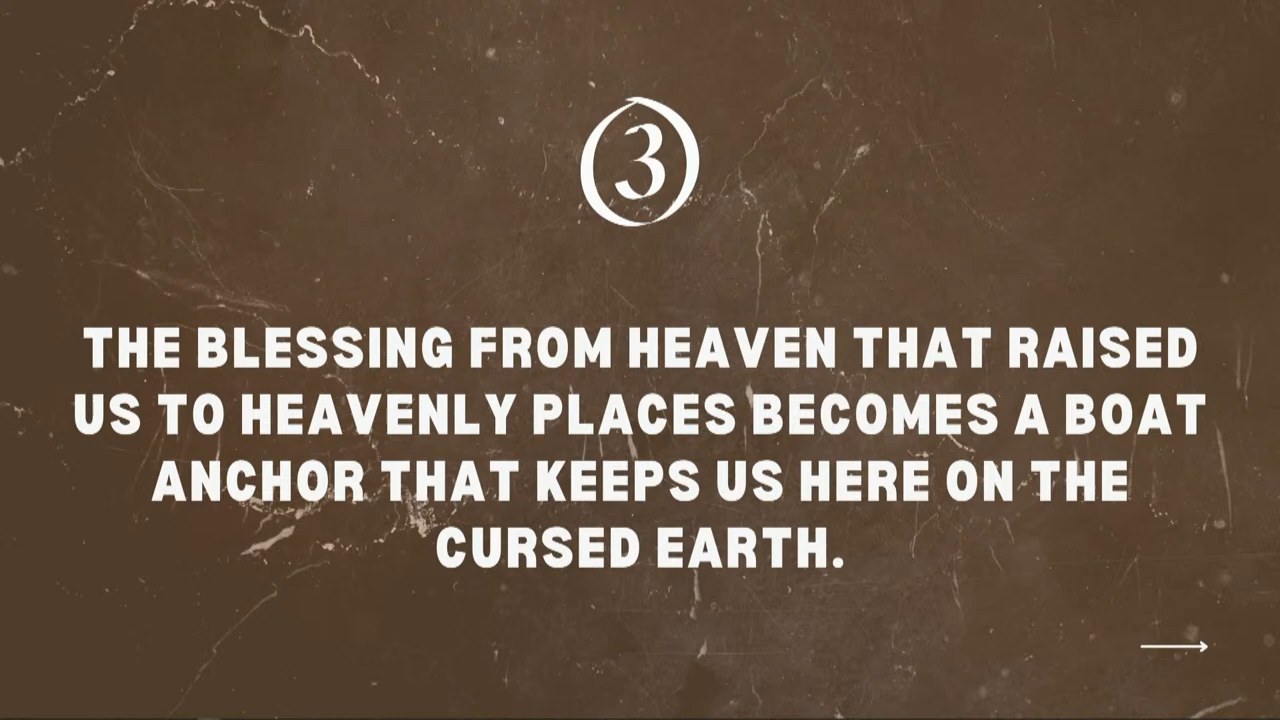 3
THE BLESSING FROM HEAVEN THAT RAISED
US TO HEAVENLY PLACES BECOMES A BOAT
ANCHOR THAT KEEPS US HERE ON THE
CURSED EARTH.